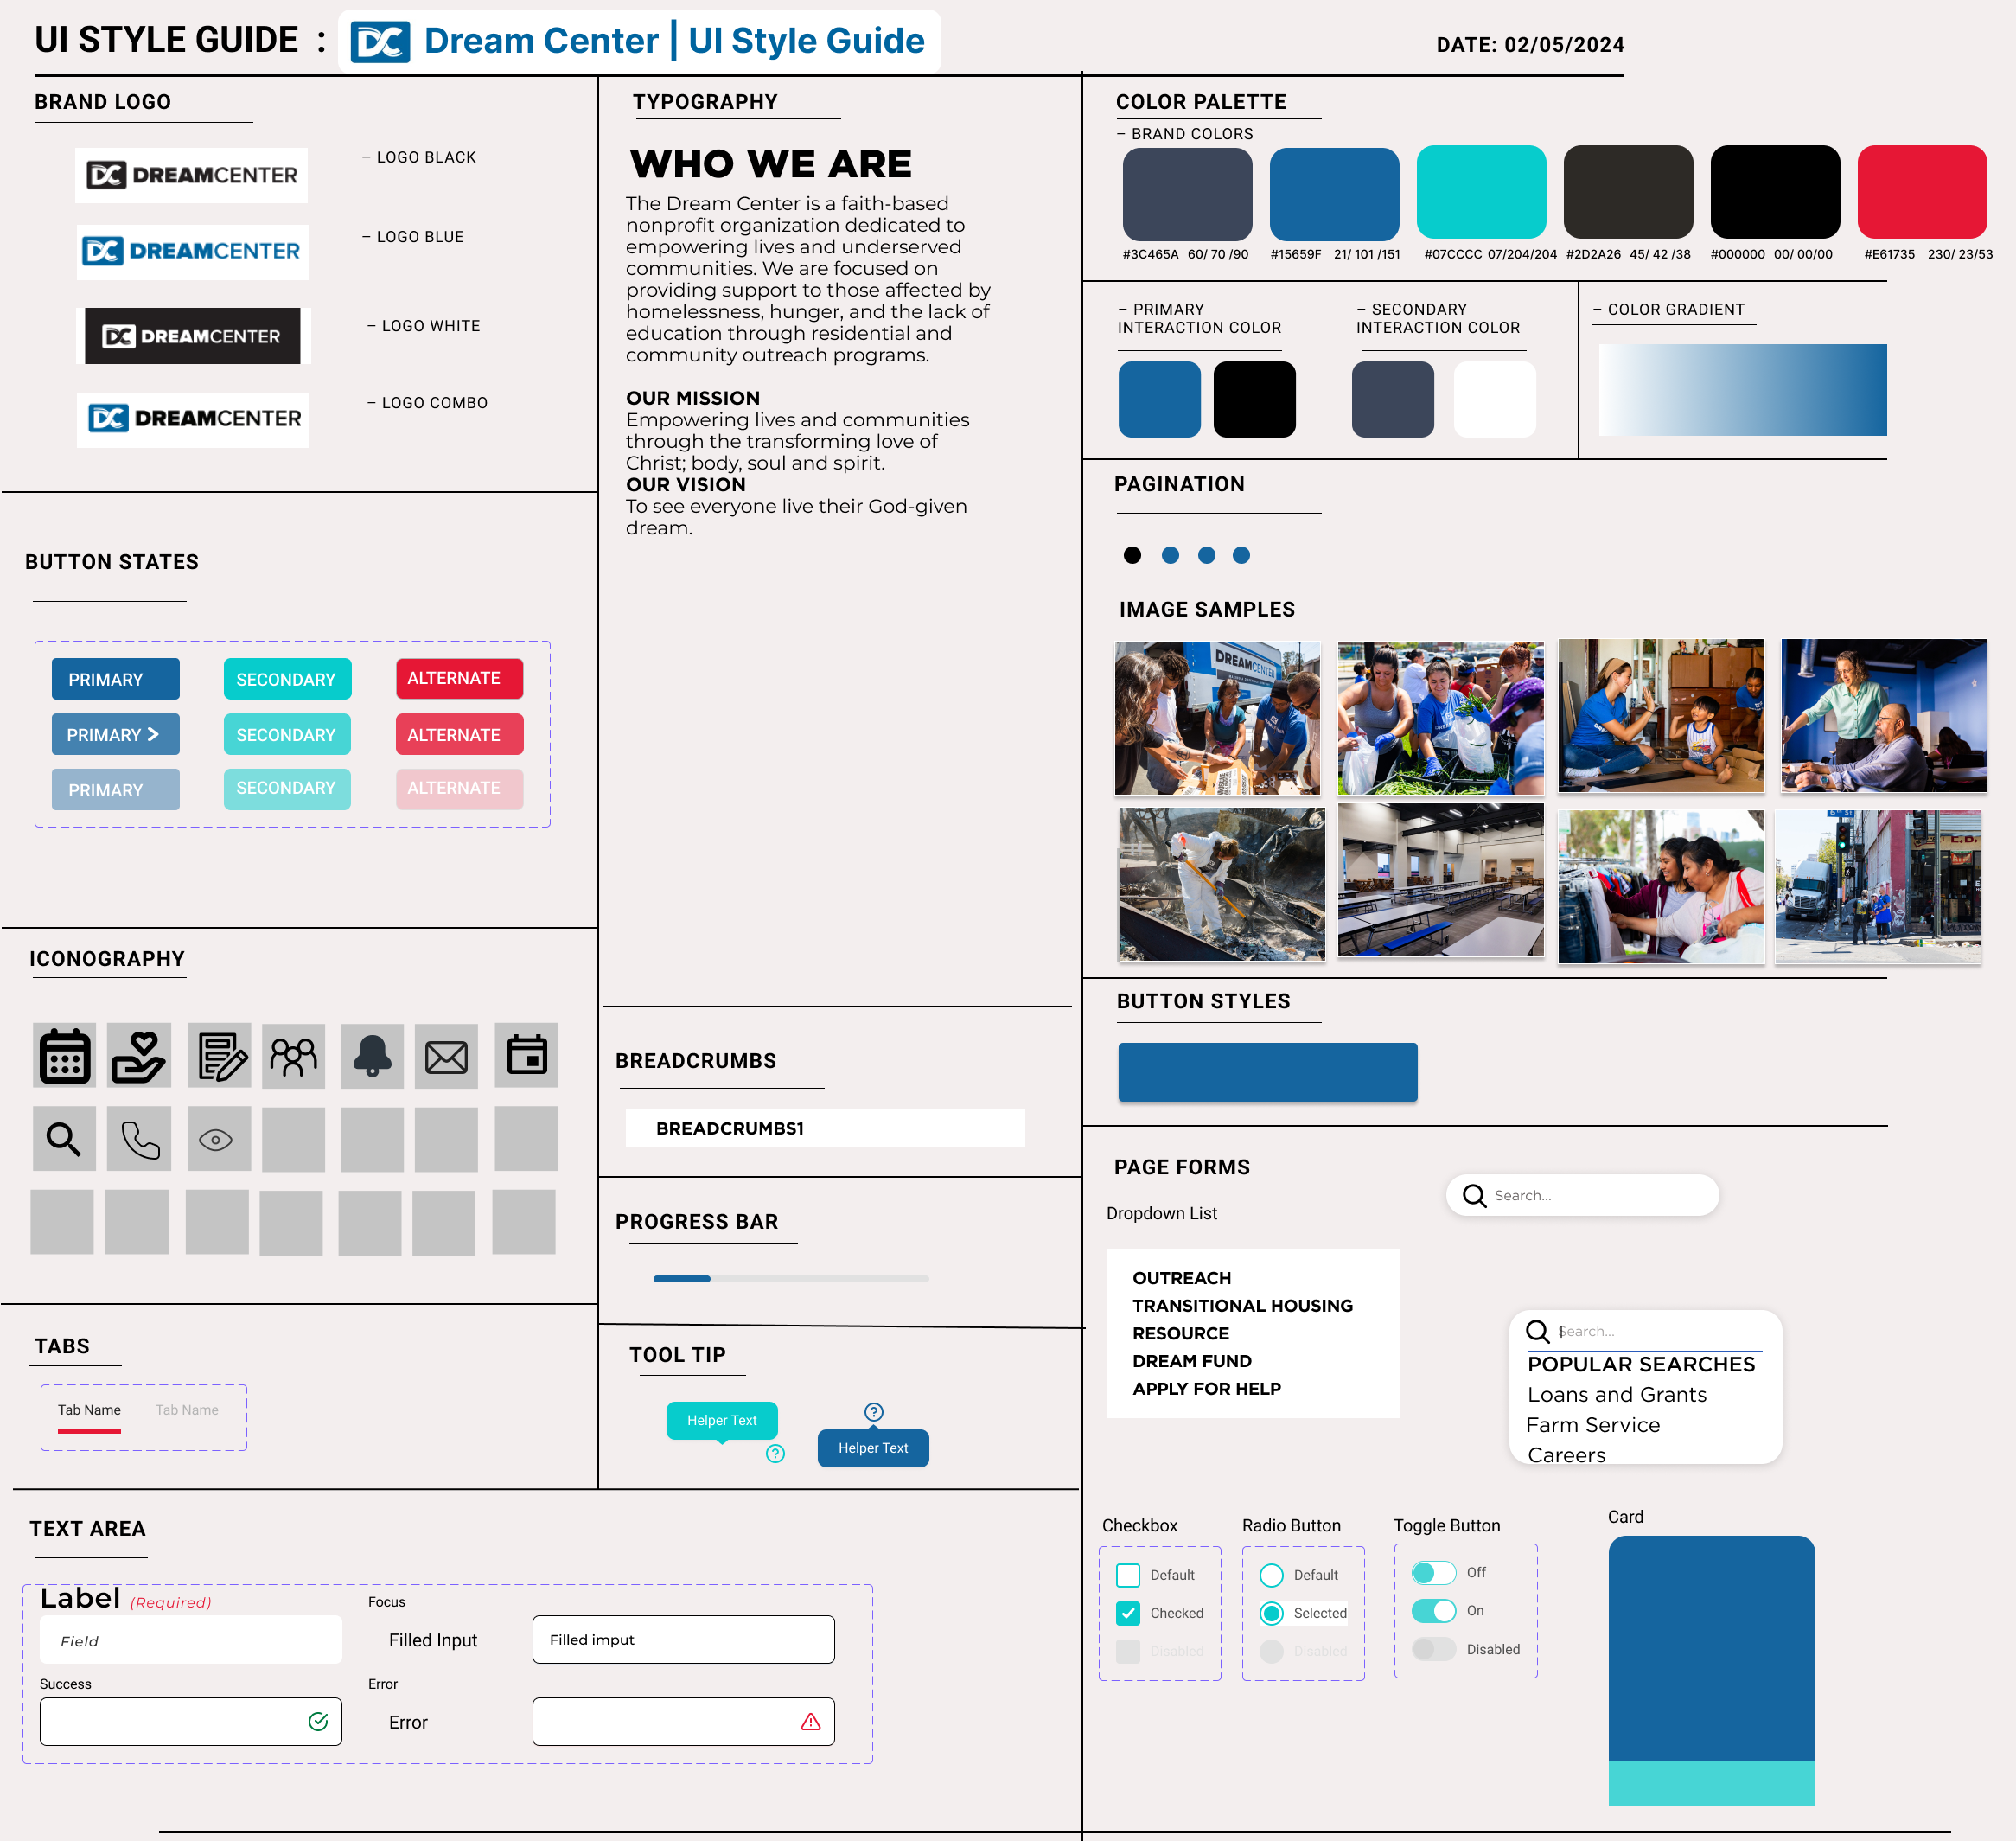 UI STYLE GUIDE :
DC Dream Center | UI Style Guide
DATE: 02/05/2024
BRAND LOGO
DC DREAMCENTER
– LOGO BLACK
DC DREAMCENTER
– LOGO BLUE
DC DREAMCENTER
– LOGO WHITE
DC DREAMCENTER
– LOGO COMBO
BUTTON STATES
PRIMARY SECONDARY ALTERNATE
PRIMARY > SECONDARY ALTERNATE
PRIMARY SECONDARY ALTERNATE
ICONOGRAPHY
TABS
Tab Name Tab Name
TYPOGRAPHY
WHO WE ARE
The Dream Center is a faith-based
nonprofit organization dedicated to
empowering lives and underserved
communities. We are focused on
providing support to those affected by
homelessness, hunger, and the lack of
education through residential and
community outreach programs.
OUR MISSION
Empowering lives and communities
through the transforming love of
Christ; body, soul and spirit.
OUR VISION
To see everyone live their God-given
dream.
BREADCRUMBS
BREADCRUMBS1
PROGRESS BAR
TOOL TIP
Helper Text
?
?
Helper Text
TEXT AREA
Label (Required)
Field
Focus
Filled Input
Filled imput
Success
Error
Error
COLOR PALETTE
– BRAND COLORS
#3C465A 60/ 70 /90 #15659F 21/ 101 /151 #07CCCC 07/204/204 #2D2A26 45/ 42 /38 #000000 00/ 00/00 #E61735 230/ 23/53
– PRIMARY
INTERACTION COLOR
– SECONDARY
INTERACTION COLOR
– COLOR GRADIENT
PAGINATION
IMAGE SAMPLES
DREAMCENTER
BUTTON STYLES
PAGE FORMS
Search...
Dropdown List
OUTREACH
TRANSITIONAL HOUSING
RESOURCE
DREAM FUND
APPLY FOR HELP
Search...
POPULAR SEARCHES
Loans and Grants
Farm Service
Careers
Checkbox
Default
Checked
Disabled
Radio Button
Default
Selected
Disabled
Toggle Button
Off
On
Disabled
Card